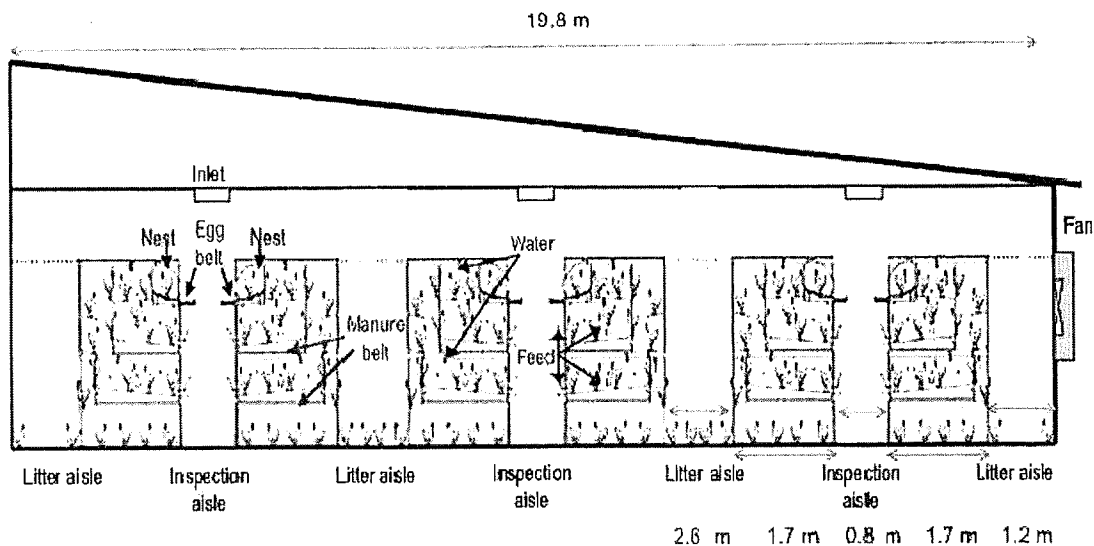 19.8 m
Inlet
Fan
Nest
Egg belt
Nest
Water
Manure belt
Feed
Litter aisle
Inspection aisle
Litter aisle
Inspection aisle
Litter aisle
Inspection aisle
Litter aisle
2.6 m 1.7 m 0.8 m 1.7 m 1.2 m